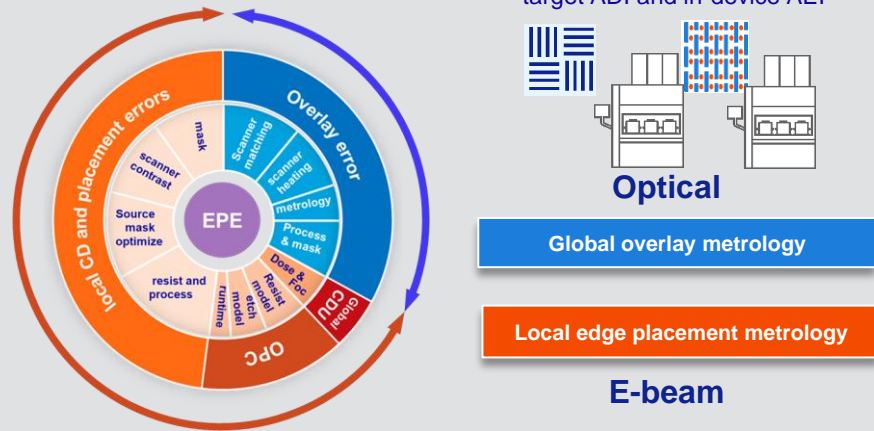 target ADI and in-device AEI
Overlay error
Scanner
matching
scanner
heating
metrology
Process
& mask
Global
CDU
Dose &
Foc
OPC
Resist
model
etch
model
runtime
local CD and placement errors
mask
scanner
contrast
Source
mask
optimize
resist and
process
EPE
Optical
Global overlay metrology
Local edge placement metrology
E-beam